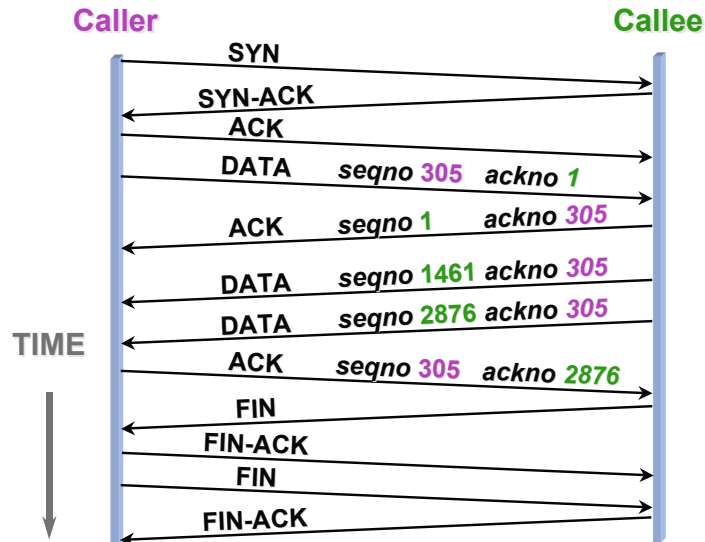 Caller Callee
SYN
SYN-ACK
ACK
DATA seqno 305 ackno 1
ACK seqno 1 ackno 305
DATA seqno 1461 ackno 305
DATA seqno 2876 ackno 305
TIME
ACK seqno 305 ackno 2876
FIN
FIN-ACK
FIN
FIN-ACK